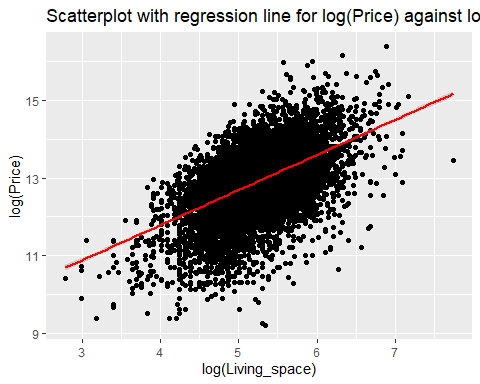 Scatterplot with regression line for log(Price) against lo
15
13
11
9
log(Price)
3 4 5 6 7
log(Living_space)